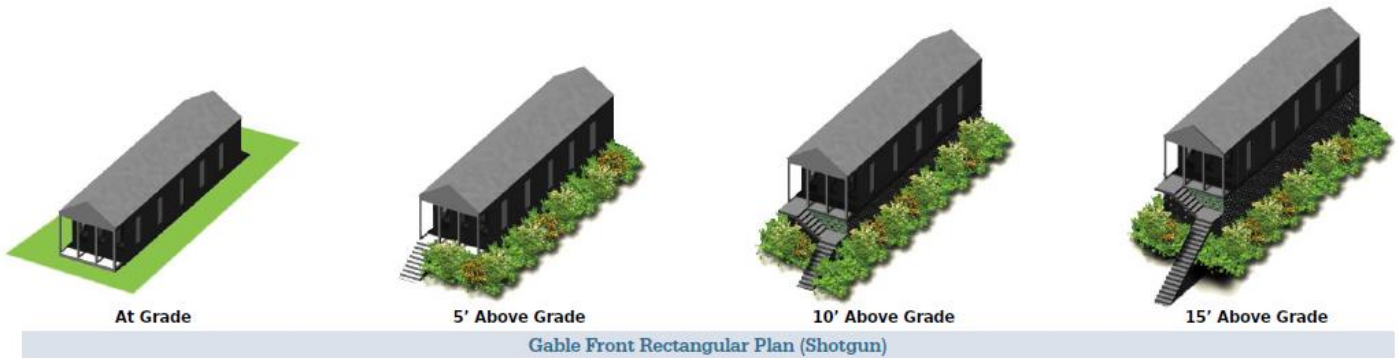 At Grade
5’ Above Grade
10’ Above Grade
15’ Above Grade
Gable Front Rectangular Plan (Shotgun)